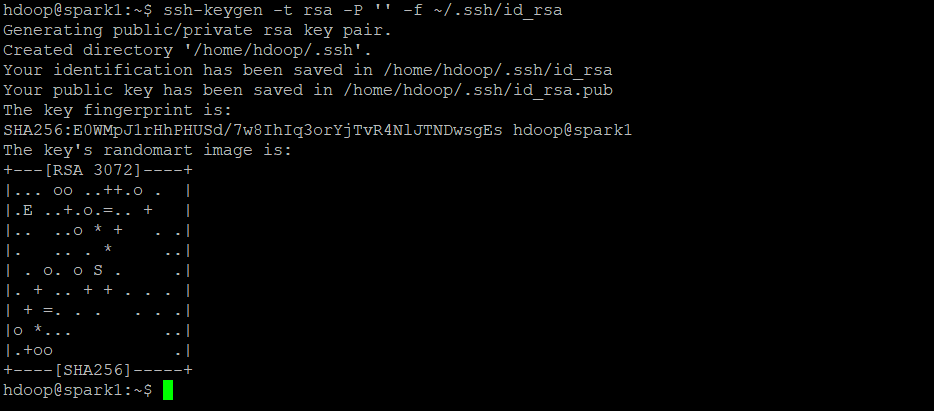 hdoop@spark1:~$ ssh-keygen -t rsa -P '' -f ~/.ssh/id_rsa
Generating public/private rsa key pair.
Created directory '/home/hdoop/.ssh'.
Your identification has been saved in /home/hdoop/.ssh/id_rsa
Your public key has been saved in /home/hdoop/.ssh/id_rsa.pub
The key fingerprint is:
SHA256:E0WMpJ1rHhPHUSd/7w8IhIq3orYjTvR4NlJTNDwsgEs hdoop@spark1
The key's randomart image is:
+---[RSA 3072]----+
|... oo ..++.o .  |
|.E ..+.o.=.. +   |
|..  ..o * +   . .|
|.   .. . *     ..|
| . o. o S .     .|
|. + .. + + . . . |
| + =. . .   . . .|
|o *...         ..|
|.+oo            .|
+----[SHA256]-----+
hdoop@spark1:~$